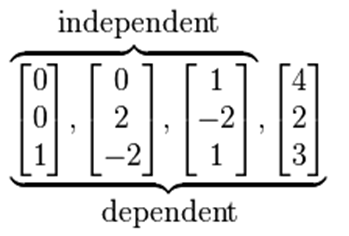 independent
[0 0 1], [0 2 −2], [1 −2 1], [4 2 3]
dependent